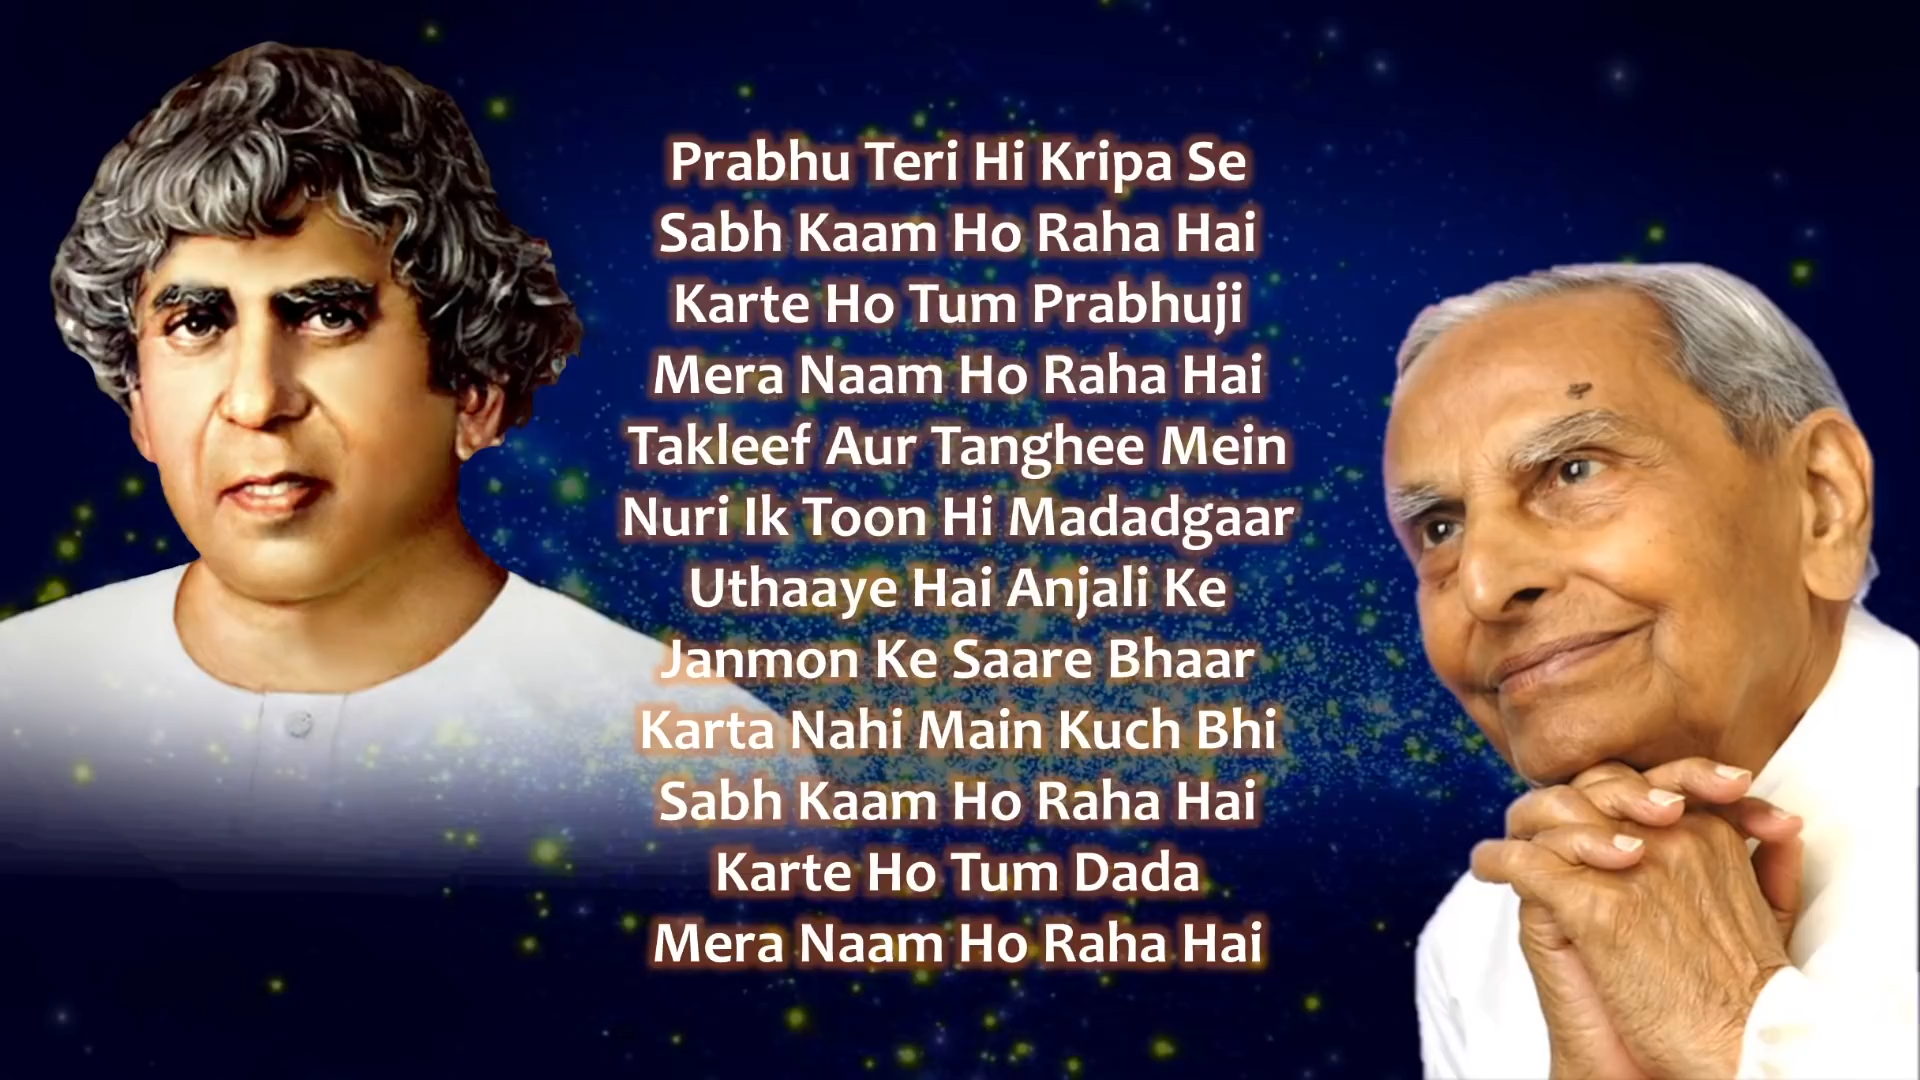 Prabhu Teri Hi Kripa Se
Sabh Kaam Ho Raha Hai
Karte Ho Tum Prabhuji
Mera Naam Ho Raha Hai
Takleef Aur Tanghee Mein
Nuri Ik Toon Hi Madadgaar
Uthaaye Hai Anjali Ke
Janmon Ke Saare Bhaar
Karta Nahi Main Kuch Bhi
Sabh Kaam Ho Raha Hai
Karte Ho Tum Dada
Mera Naam Ho Raha Hai